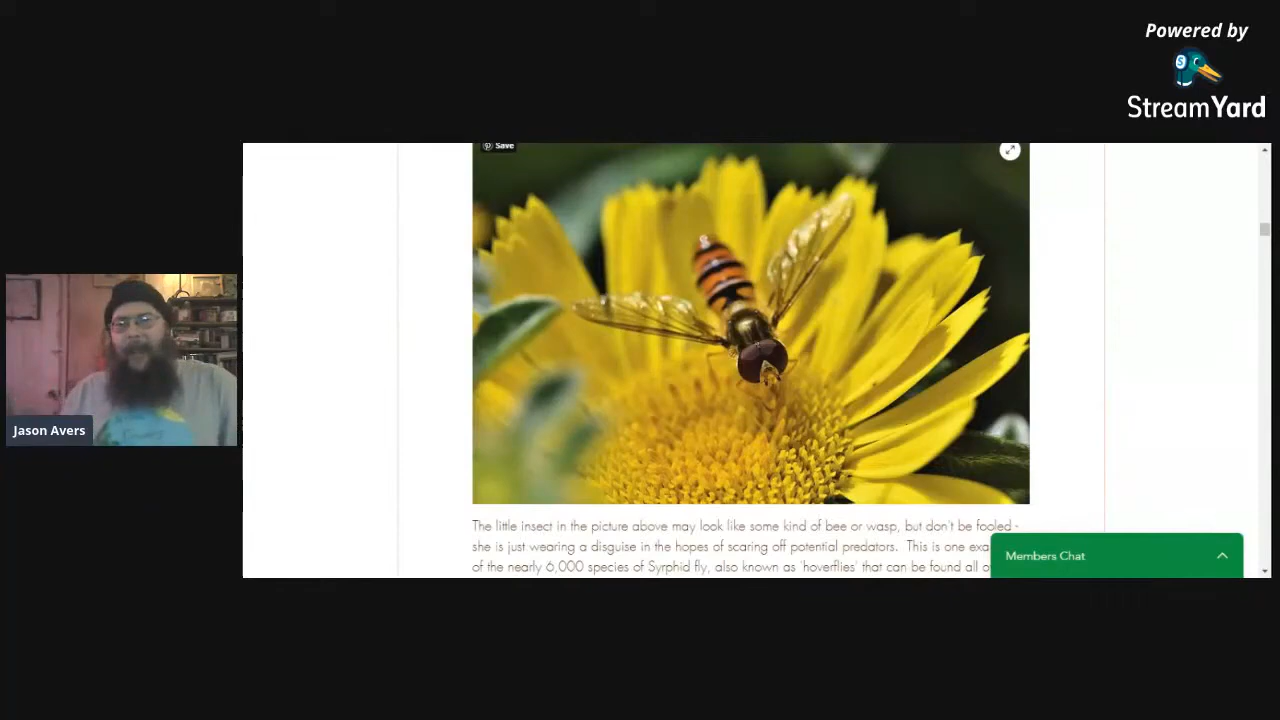 Powered by
S
StreamYard
Save
Jason Avers
The little insect in the picture above may look like some kind of bee or wasp, but don't be fooled -
she is just wearing a disguise in the hopes of scaring off potential predators. This is one exa
of the nearly 6,000 species of Syrphid fly, also known as 'hoverflies' that can be found all o
Members Chat